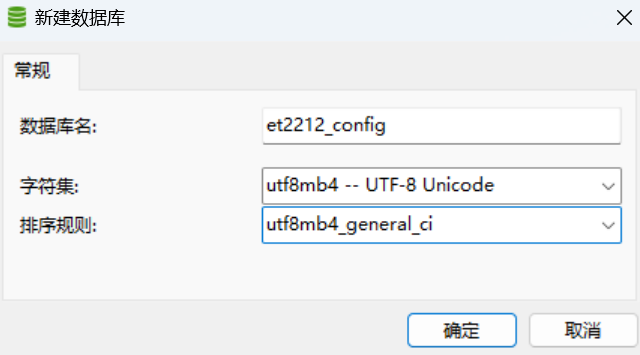 新建数据库
常规
数据库名: et2212_config
字符集: utf8mb4 -- UTF-8 Unicode
排序规则: utf8mb4_general_ci
确定 取消